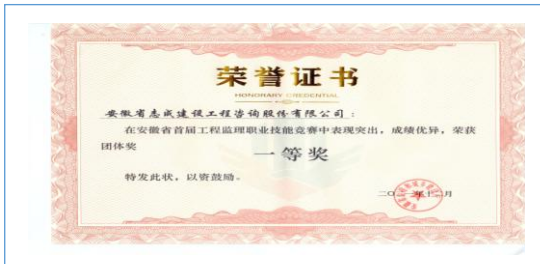 荣誉证书
HONORARY CREDENTIAL
安徽省志成建设工程咨询股份有限公司：
在安徽省首届工程监理职业技能竞赛中表现突出，成绩优异，荣获
团体奖
一等奖
特发此状，以资鼓励。